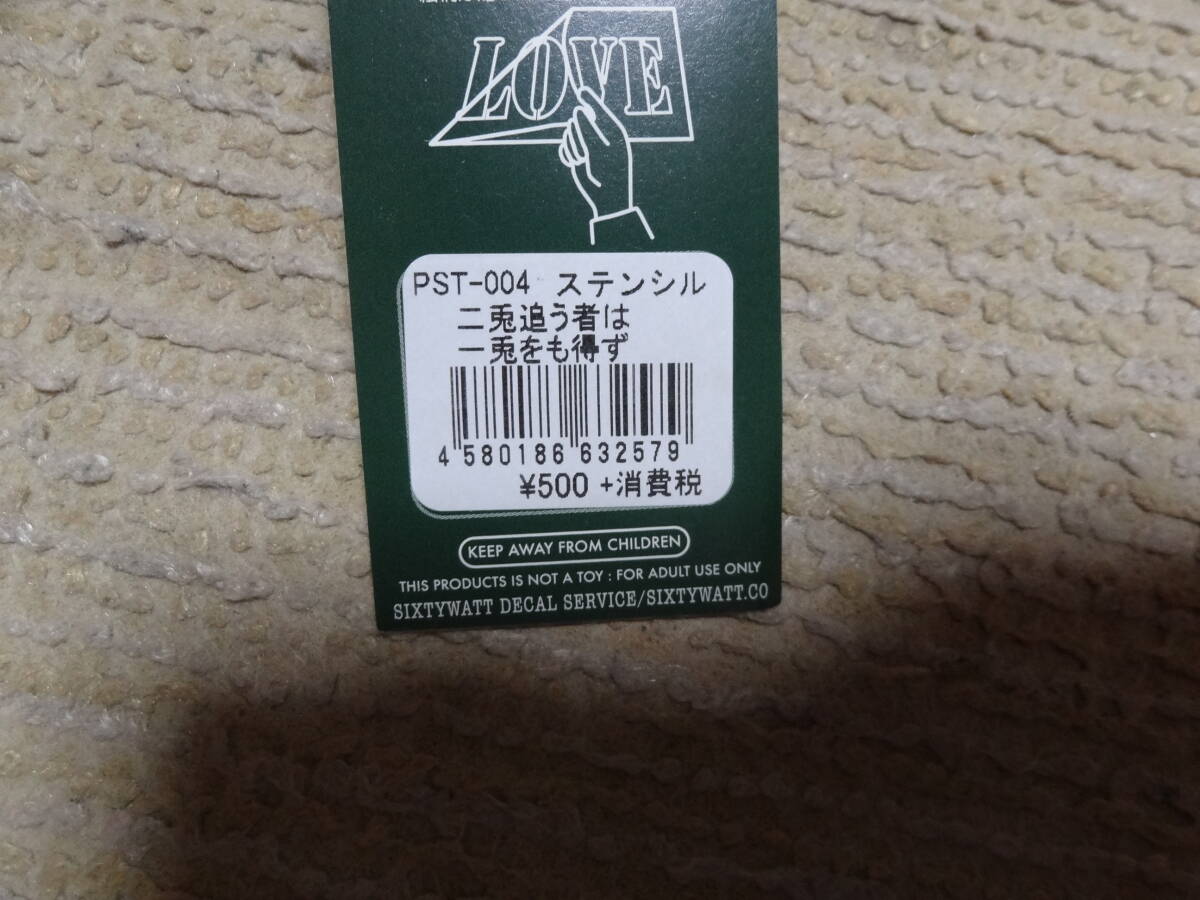 LOVE
PST-004 ステンシル
二兎追う者は
一兎をも得ず
4 580186 632579
¥500 +消費税
KEEP AWAY FROM CHILDREN
THIS PRODUCTS IS NOT A TOY : FOR ADULT USE ONLY
SIXTYWATT DECAL SERVICE/SIXTYWATT.CO